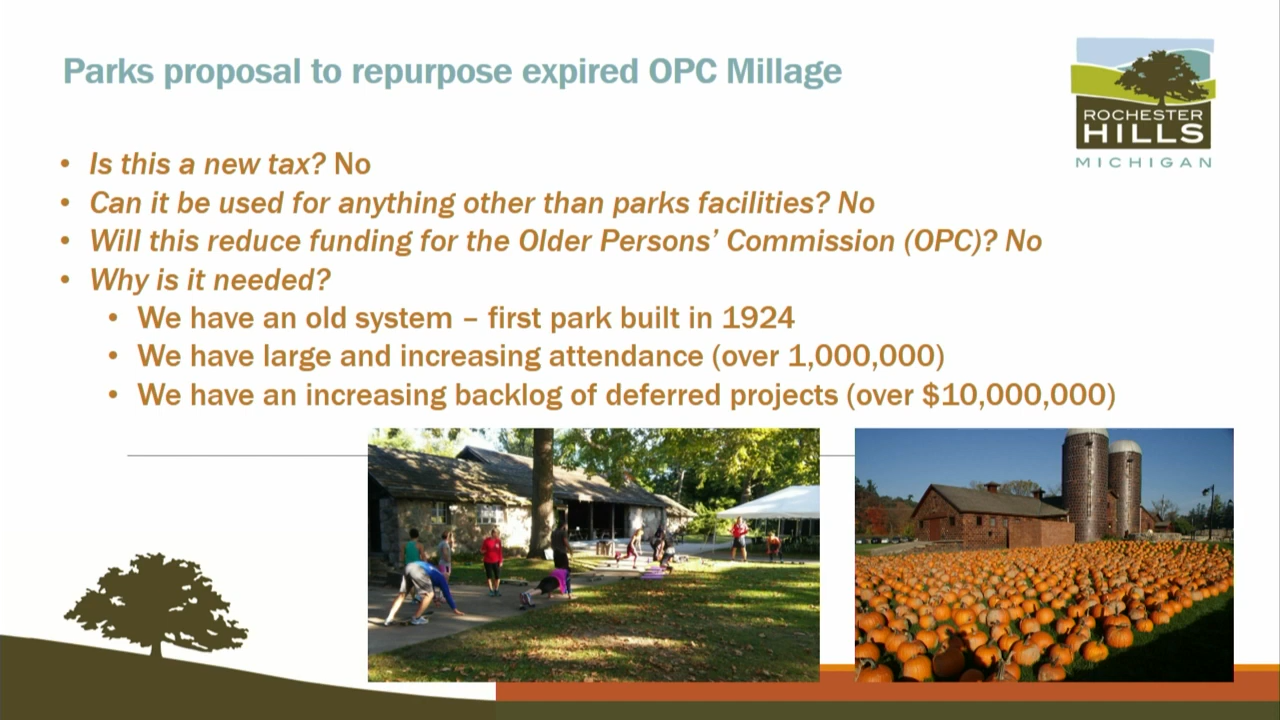 Parks proposal to repurpose expired OPC Millage
ROCHESTER
HILLS
MICHIGAN
• Is this a new tax? No
• Can it be used for anything other than parks facilities? No
• Will this reduce funding for the Older Persons’ Commission (OPC)? No
• Why is it needed?
• We have an old system – first park built in 1924
• We have large and increasing attendance (over 1,000,000)
• We have an increasing backlog of deferred projects (over $10,000,000)